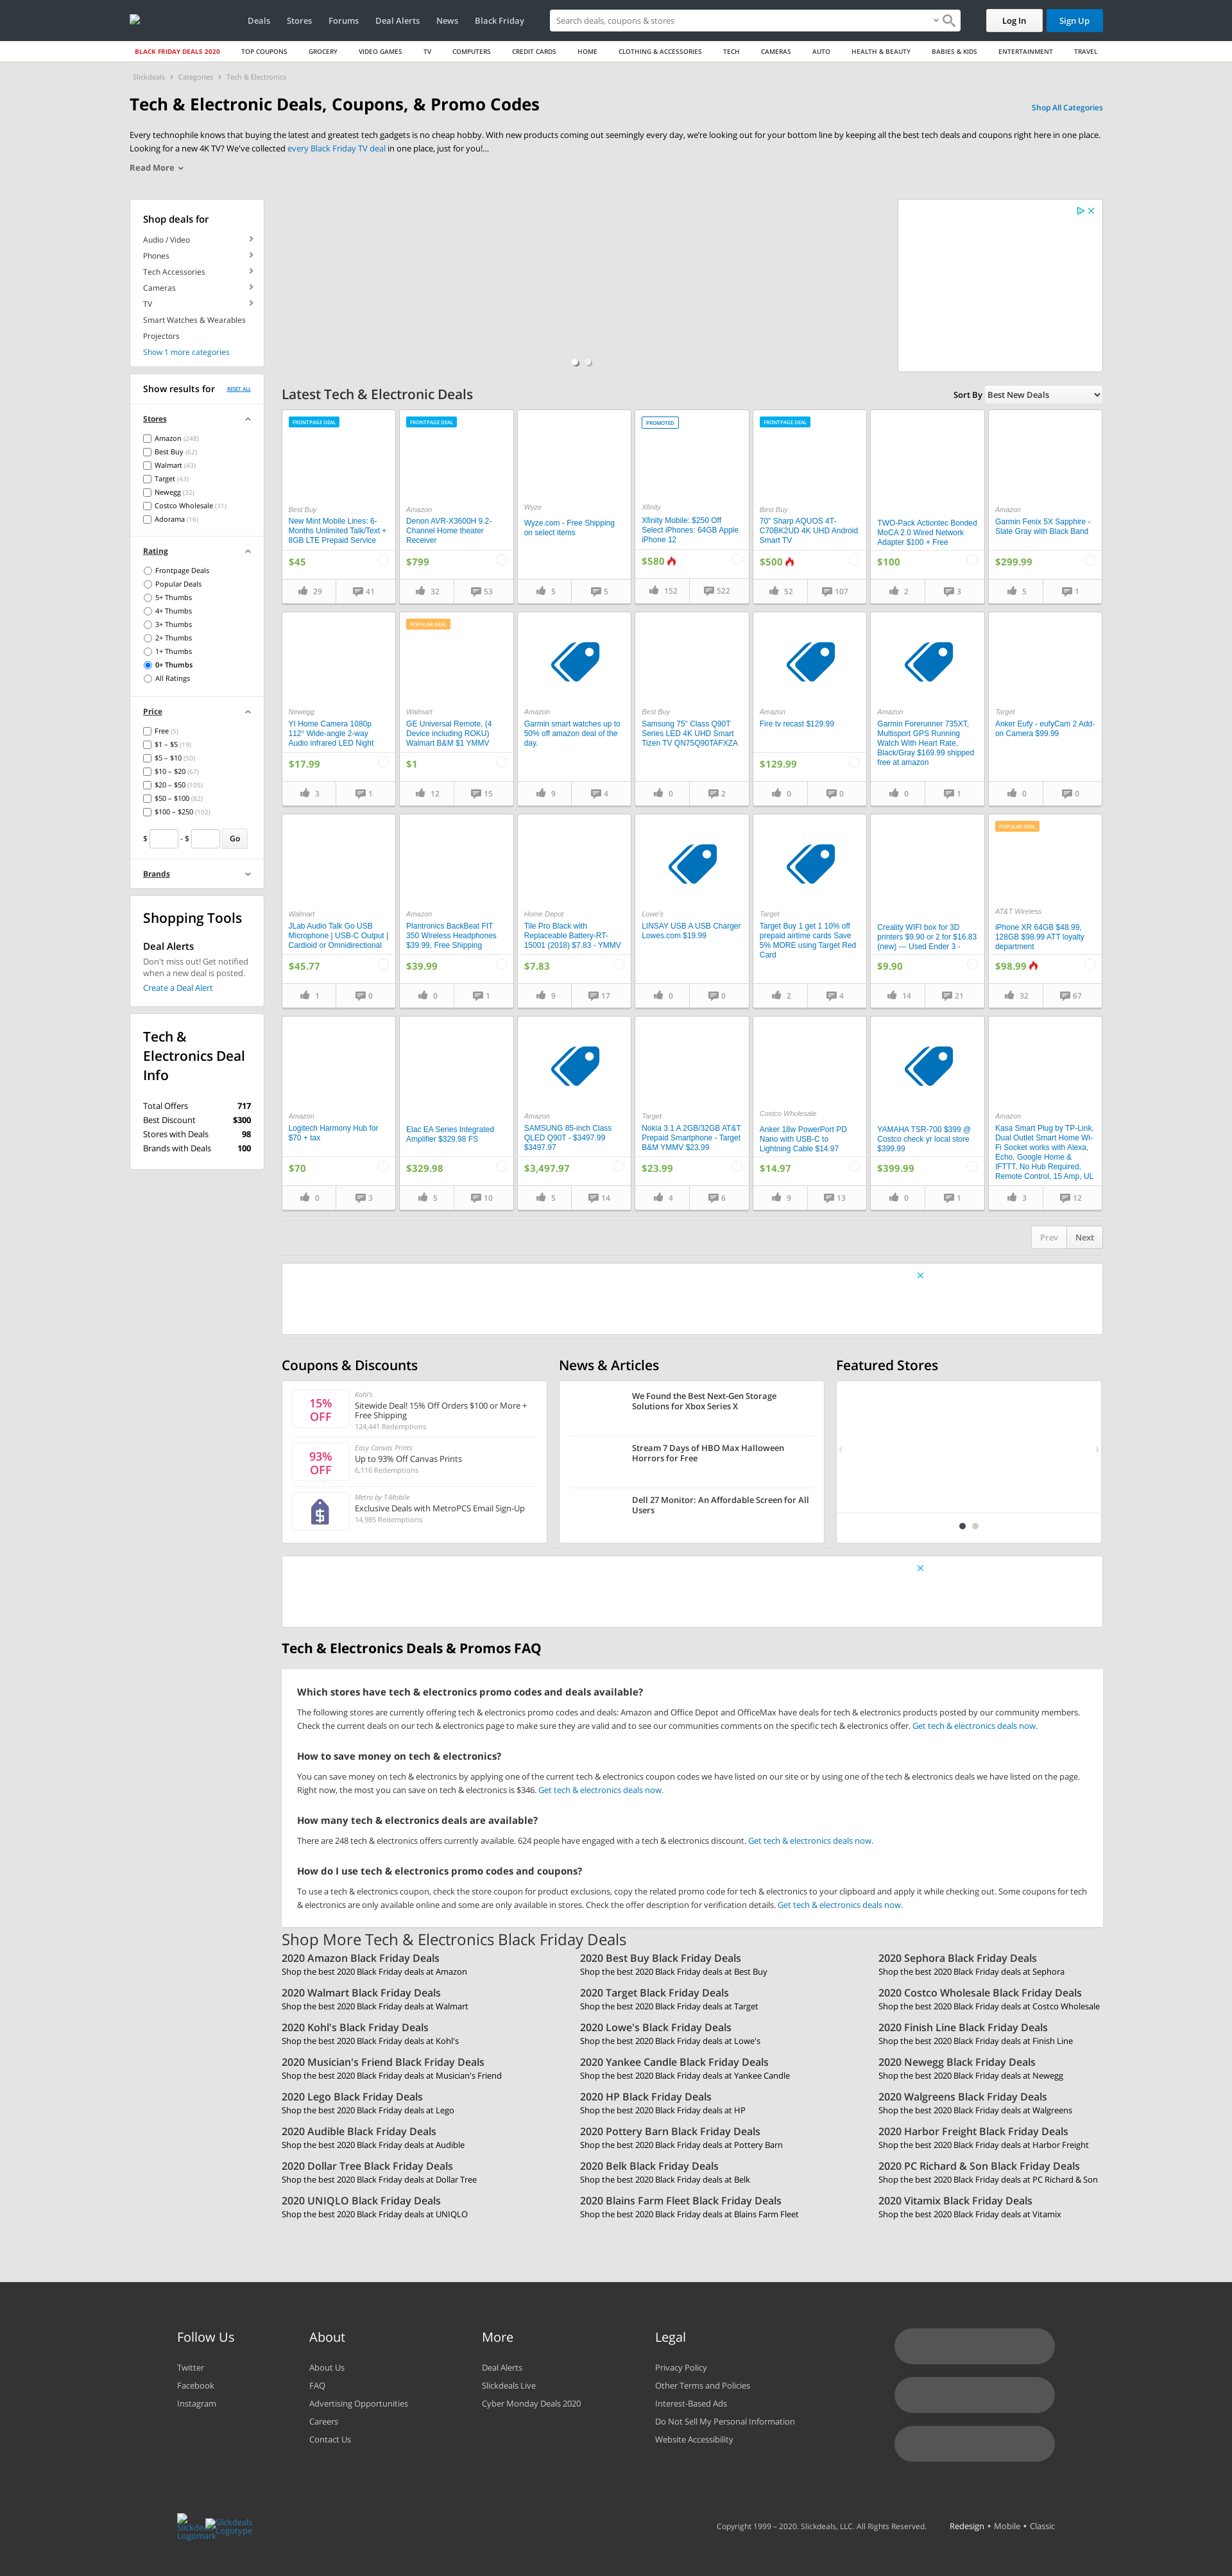 Deals Stores Forums Deal Alerts News Black Friday Search deals, coupons & stores Log In Sign Up
BLACK FRIDAY DEALS 2020 TOP COUPONS GROCERY VIDEO GAMES TV COMPUTERS CREDIT CARDS HOME CLOTHING & ACCESSORIES TECH CAMERAS AUTO HEALTH & BEAUTY BABIES & KIDS ENTERTAINMENT TRAVEL
Slickdeals Categories Tech & Electronics
Tech & Electronic Deals, Coupons, & Promo Codes
Shop All Categories
Every technophile knows that buying the latest and greatest tech gadgets is no cheap hobby. With new products coming out seemingly every day, we're looking out for your bottom line by keeping all the best tech deals and coupons right here in one place.
Looking for a new 4K TV? We've collected every Black Friday TV deal in one place, just for you!...
Read More
Shop deals for
Audio / Video
Phones
Tech Accessories
Cameras
TV
Smart Watches & Wearables
Projectors
Show 1 more categories
Show results for RESET ALL
Stores
Amazon (248)
Best Buy (62)
Walmart (43)
Target (43)
Newegg (32)
Costco Wholesale (31)
Adorama (16)
Rating
Frontpage Deals
Popular Deals
5+ Thumbs
4+ Thumbs
3+ Thumbs
2+ Thumbs
1+ Thumbs
0+ Thumbs
All Ratings
Price
Free (5)
$1 – $5 (19)
$5 – $10 (50)
$10 – $20 (67)
$20 – $50 (105)
$50 – $100 (82)
$100 – $250 (102)
$ - $ Go
Brands
Shopping Tools
Deal Alerts
Don't miss out! Get notified
when a new deal is posted.
Create a Deal Alert
Tech &
Electronics Deal
Info
Total Offers 717
Best Discount $300
Stores with Deals 98
Brands with Deals 100
Latest Tech & Electronic Deals
Sort By Best New Deals
FRONTPAGE DEAL
Best Buy
New Mint Mobile Lines: 6-
Months Unlimited Talk/Text +
8GB LTE Prepaid Service
$45
29 41
FRONTPAGE DEAL
Amazon
Denon AVR-X3600H 9.2-
Channel Home theater
Receiver
$799
32 53
Wyze
Wyze.com - Free Shipping
on select items
5 5
PROMOTED
Xfinity
Xfinity Mobile: $250 Off
Select iPhones: 64GB Apple
iPhone 12
$580
152 522
FRONTPAGE DEAL
Best Buy
70" Sharp AQUOS 4T-
C70BK2UD 4K UHD Android
Smart TV
$500
52 107
TWO-Pack Actiontec Bonded
MoCA 2.0 Wired Network
Adapter $100 + Free
$100
2 3
Amazon
Garmin Fenix 5X Sapphire -
Slate Gray with Black Band
$299.99
5 1
Newegg
YI Home Camera 1080p
112° Wide-angle 2-way
Audio infrared LED Night
$17.99
3 1
POPULAR DEAL
Walmart
GE Universal Remote, (4
Device including ROKU)
Walmart B&M $1 YMMV
$1
12 15
Amazon
Garmin smart watches up to
50% off amazon deal of the
day.
9 4
Best Buy
Samsung 75" Class Q90T
Series LED 4K UHD Smart
Tizen TV QN75Q90TAFXZA
0 2
Amazon
Fire tv recast $129.99
$129.99
0 0
Amazon
Garmin Forerunner 735XT,
Multisport GPS Running
Watch With Heart Rate,
Black/Gray $169.99 shipped
free at amazon
0 1
Target
Anker Eufy - eufyCam 2 Add-
on Camera $99.99
0 0
Walmart
JLab Audio Talk Go USB
Microphone | USB-C Output |
Cardioid or Omnidirectional
$45.77
1 0
Amazon
Plantronics BackBeat FIT
350 Wireless Headphones
$39.99, Free Shipping
$39.99
0 1
Home Depot
Tile Pro Black with
Replaceable Battery-RT-
15001 (2018) $7.83 - YMMV
$7.83
9 17
Lowe's
LINSAY USB A USB Charger
Lowes.com $19.99
0 0
Target
Target Buy 1 get 1 10% off
prepaid airtime cards Save
5% MORE using Target Red
Card
2 4
Creality WIFI box for 3D
printers $9.90 or 2 for $16.83
(new) --- Used Ender 3 -
$9.90
14 21
POPULAR DEAL
AT&T Wireless
iPhone XR 64GB $48.99,
128GB $98.99 ATT loyalty
department
$98.99
32 67
Amazon
Logitech Harmony Hub for
$70 + tax
$70
0 3
Elac EA Series Integrated
Amplifier $329.98 FS
$329.98
5 10
Amazon
SAMSUNG 85-inch Class
QLED Q90T - $3497.99
$3497.97
$3,497.97
5 14
Target
Nokia 3.1 A 2GB/32GB AT&T
Prepaid Smartphone - Target
B&M YMMV $23.99
$23.99
4 6
Costco Wholesale
Anker 18w PowerPort PD
Nano with USB-C to
Lightning Cable $14.97
$14.97
9 13
YAMAHA TSR-700 $399 @
Costco check yr local store
$399.99
$399.99
0 1
Amazon
Kasa Smart Plug by TP-Link,
Dual Outlet Smart Home Wi-
Fi Socket works with Alexa,
Echo, Google Home &
IFTTT, No Hub Required,
Remote Control, 15 Amp, UL
3 12
Prev Next
Coupons & Discounts
15%
OFF
Kohl's
Sitewide Deal! 15% Off Orders $100 or More +
Free Shipping
124,441 Redemptions
93%
OFF
Easy Canvas Prints
Up to 93% Off Canvas Prints
6,116 Redemptions
Metro by T-Mobile
Exclusive Deals with MetroPCS Email Sign-Up
14,985 Redemptions
News & Articles
We Found the Best Next-Gen Storage
Solutions for Xbox Series X
Stream 7 Days of HBO Max Halloween
Horrors for Free
Dell 27 Monitor: An Affordable Screen for All
Users
Featured Stores
Tech & Electronics Deals & Promos FAQ
Which stores have tech & electronics promo codes and deals available?
The following stores are currently offering tech & electronics promo codes and deals: Amazon and Office Depot and OfficeMax have deals for tech & electronics products posted by our community members.
Check the current deals on our tech & electronics page to make sure they are valid and to see our communities comments on the specific tech & electronics offer. Get tech & electronics deals now.
How to save money on tech & electronics?
You can save money on tech & electronics by applying one of the current tech & electronics coupon codes we have listed on our site or by using one of the tech & electronics deals we have listed on the page.
Right now, the most you can save on tech & electronics is $346. Get tech & electronics deals now.
How many tech & electronics deals are available?
There are 248 tech & electronics offers currently available. 624 people have engaged with a tech & electronics discount. Get tech & electronics deals now.
How do I use tech & electronics promo codes and coupons?
To use a tech & electronics coupon, check the store coupon for product exclusions, copy the related promo code for tech & electronics to your clipboard and apply it while checking out. Some coupons for tech
& electronics are only available online and some are only available in stores. Check the offer description for verification details. Get tech & electronics deals now.
Shop More Tech & Electronics Black Friday Deals
2020 Amazon Black Friday Deals 2020 Best Buy Black Friday Deals 2020 Sephora Black Friday Deals
Shop the best 2020 Black Friday deals at Amazon Shop the best 2020 Black Friday deals at Best Buy Shop the best 2020 Black Friday deals at Sephora
2020 Walmart Black Friday Deals 2020 Target Black Friday Deals 2020 Costco Wholesale Black Friday Deals
Shop the best 2020 Black Friday deals at Walmart Shop the best 2020 Black Friday deals at Target Shop the best 2020 Black Friday deals at Costco Wholesale
2020 Kohl's Black Friday Deals 2020 Lowe's Black Friday Deals 2020 Finish Line Black Friday Deals
Shop the best 2020 Black Friday deals at Kohl's Shop the best 2020 Black Friday deals at Lowe's Shop the best 2020 Black Friday deals at Finish Line
2020 Musician's Friend Black Friday Deals 2020 Yankee Candle Black Friday Deals 2020 Newegg Black Friday Deals
Shop the best 2020 Black Friday deals at Musician's Friend Shop the best 2020 Black Friday deals at Yankee Candle Shop the best 2020 Black Friday deals at Newegg
2020 Lego Black Friday Deals 2020 HP Black Friday Deals 2020 Walgreens Black Friday Deals
Shop the best 2020 Black Friday deals at Lego Shop the best 2020 Black Friday deals at HP Shop the best 2020 Black Friday deals at Walgreens
2020 Audible Black Friday Deals 2020 Pottery Barn Black Friday Deals 2020 Harbor Freight Black Friday Deals
Shop the best 2020 Black Friday deals at Audible Shop the best 2020 Black Friday deals at Pottery Barn Shop the best 2020 Black Friday deals at Harbor Freight
2020 Dollar Tree Black Friday Deals 2020 Belk Black Friday Deals 2020 PC Richard & Son Black Friday Deals
Shop the best 2020 Black Friday deals at Dollar Tree Shop the best 2020 Black Friday deals at Belk Shop the best 2020 Black Friday deals at PC Richard & Son
2020 UNIQLO Black Friday Deals 2020 Blains Farm Fleet Black Friday Deals 2020 Vitamix Black Friday Deals
Shop the best 2020 Black Friday deals at UNIQLO Shop the best 2020 Black Friday deals at Blains Farm Fleet Shop the best 2020 Black Friday deals at Vitamix
Follow Us
Twitter
Facebook
Instagram
About
About Us
FAQ
Advertising Opportunities
Careers
Contact Us
More
Deal Alerts
Slickdeals Live
Cyber Monday Deals 2020
Legal
Privacy Policy
Other Terms and Policies
Interest-Based Ads
Do Not Sell My Personal Information
Website Accessibility
Slickdeals
Logomark
Slickdeals
Logotype
Copyright 1999 – 2020. Slickdeals, LLC. All Rights Reserved. Redesign • Mobile • Classic